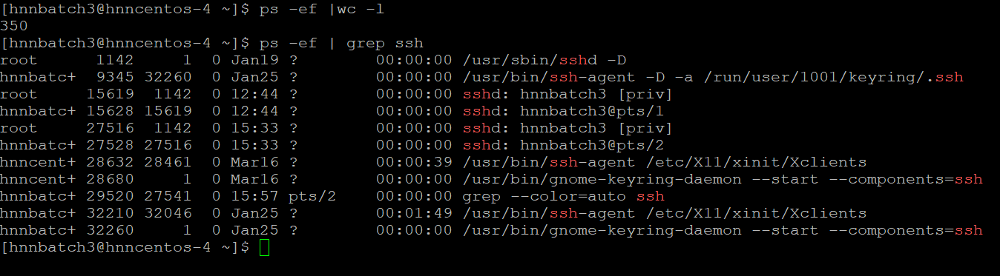 [hnnbatch3@hnncentos-4 ~]$ ps -ef |wc -l
350
[hnnbatch3@hnncentos-4 ~]$ ps -ef | grep ssh
root      1142     1  0 Jan19 ?        00:00:00 /usr/sbin/sshd -D
hnnbatc+  9345 32260  0 Jan25 ?        00:00:00 /usr/bin/ssh-agent -D -a /run/user/1001/keyring/.ssh
root     15619  1142  0 12:44 ?        00:00:00 sshd: hnnbatch3 [priv]
hnnbatc+ 15628 15619  0 12:44 ?        00:00:00 sshd: hnnbatch3@pts/1
root     27516  1142  0 15:33 ?        00:00:00 sshd: hnnbatch3 [priv]
hnnbatc+ 27528 27516  0 15:33 ?        00:00:00 sshd: hnnbatch3@pts/2
hnncent+ 28632 28461  0 Mar16 ?        00:00:39 /usr/bin/ssh-agent /etc/X11/xinit/Xclients
hnncent+ 28680     1  0 Mar16 ?        00:00:00 /usr/bin/gnome-keyring-daemon --start --components=ssh
hnnbatc+ 29520 27541  0 15:57 pts/2    00:00:00 grep --color=auto ssh
hnnbatc+ 32210 32046  0 Jan25 ?        00:01:49 /usr/bin/ssh-agent /etc/X11/xinit/Xclients
hnnbatc+ 32260     1  0 Jan25 ?        00:00:00 /usr/bin/gnome-keyring-daemon --start --components=ssh
[hnnbatch3@hnncentos-4 ~]$